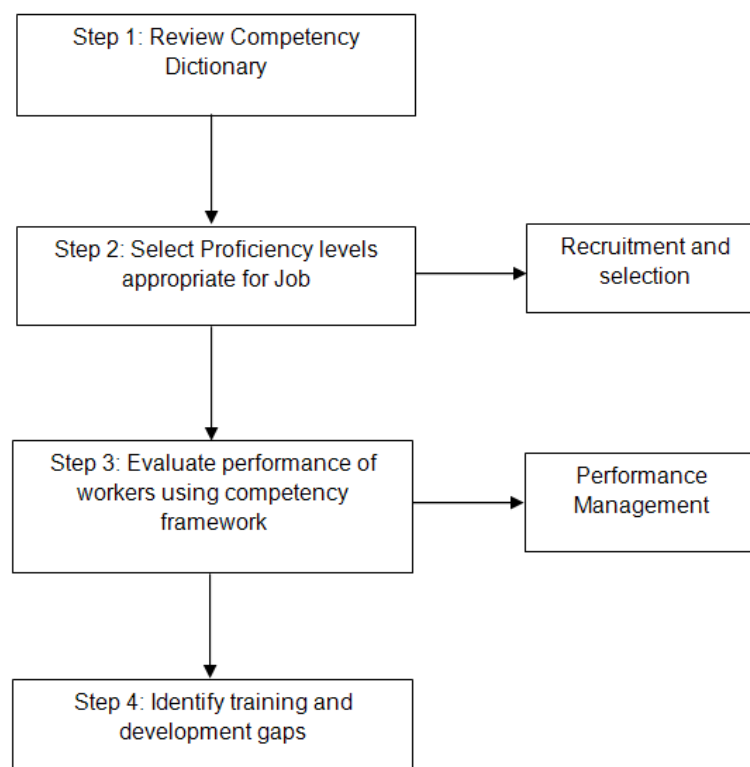 Step 1: Review Competency
Dictionary
Step 2: Select Proficiency levels
appropriate for Job
Recruitment and
selection
Step 3: Evaluate performance of
workers using competency
framework
Performance
Management
Step 4: Identify training and
development gaps